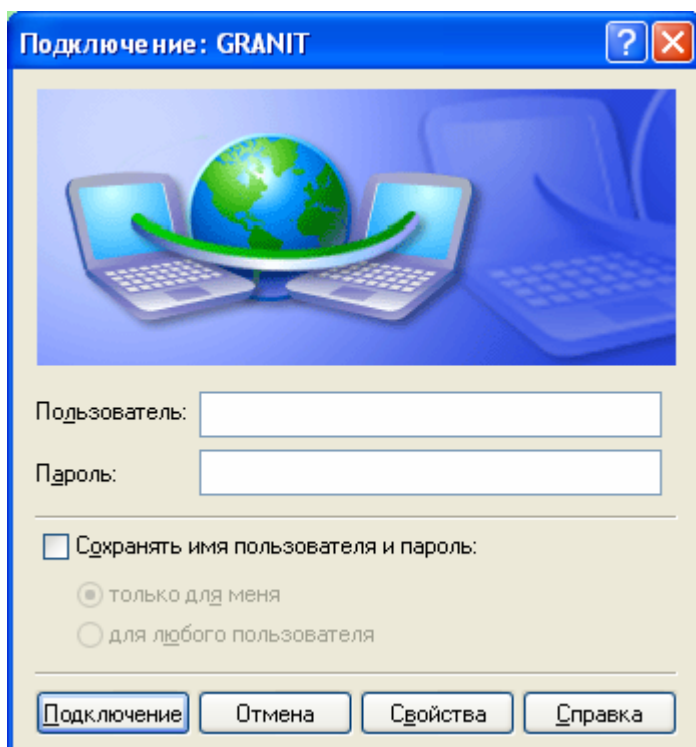 Подключение: GRANIT
Пользователь:
Пароль:
Сохранять имя пользователя и пароль:
только для меня
для любого пользователя
Подключение Отмена Свойства Справка